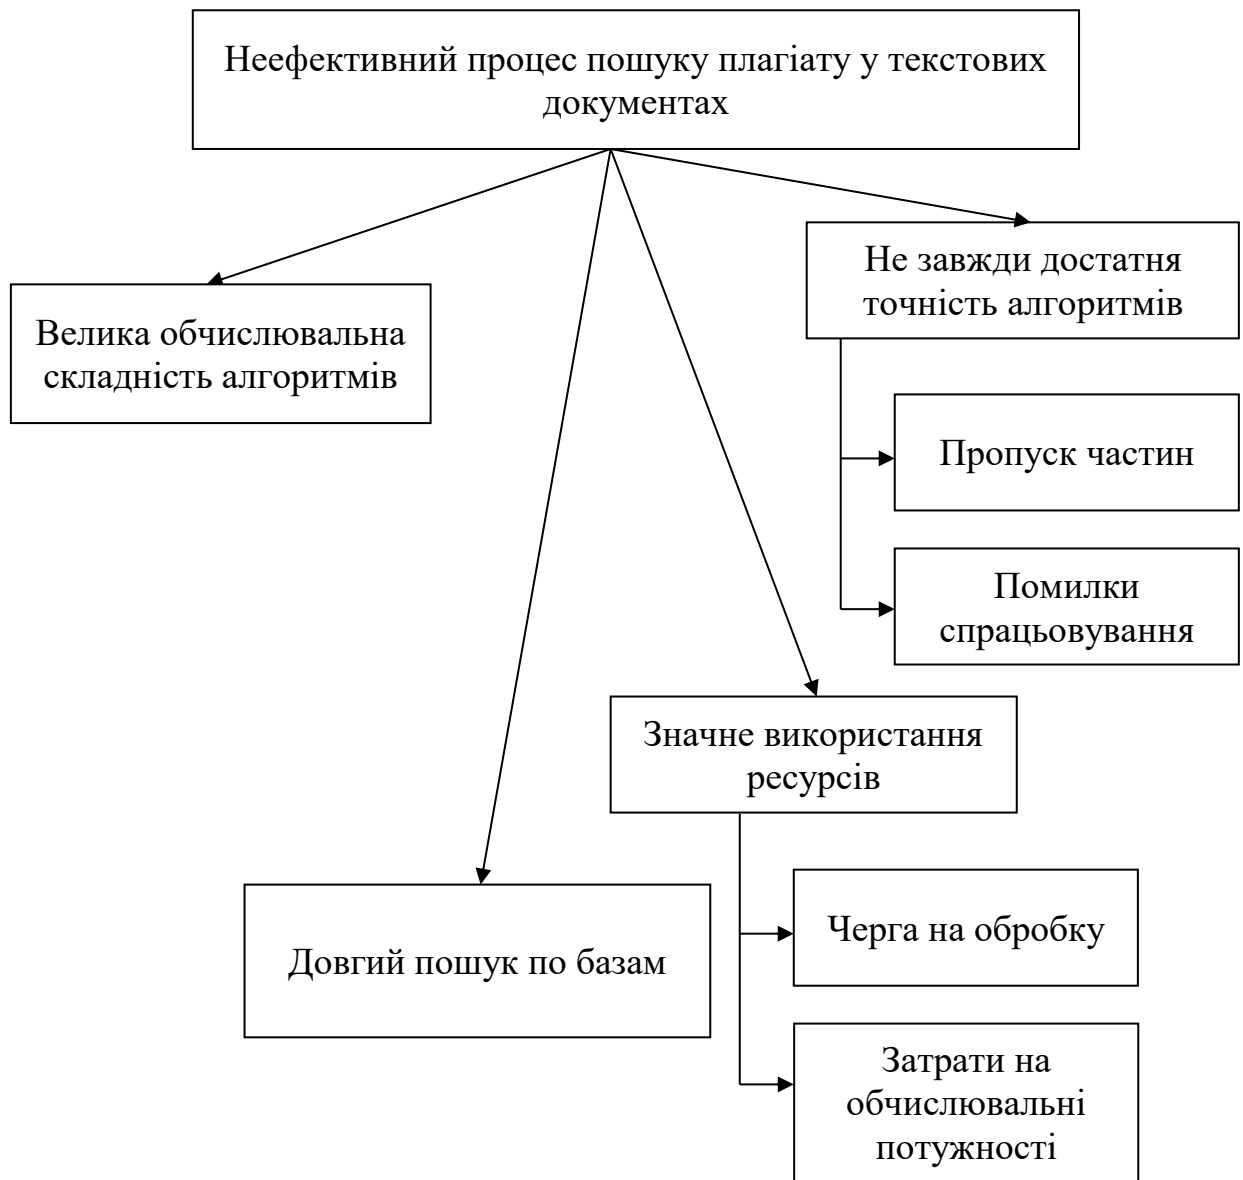 Неефективний процес пошуку плагіату у текстових
документах
Не завжди достатня
точність алгоритмів
Велика обчислювальна
складність алгоритмів
Пропуск частин
Помилки
спрацьовування
Значне використання
ресурсів
Довгий пошук по базам
Черга на обробку
Затрати на
обчислювальні
потужності